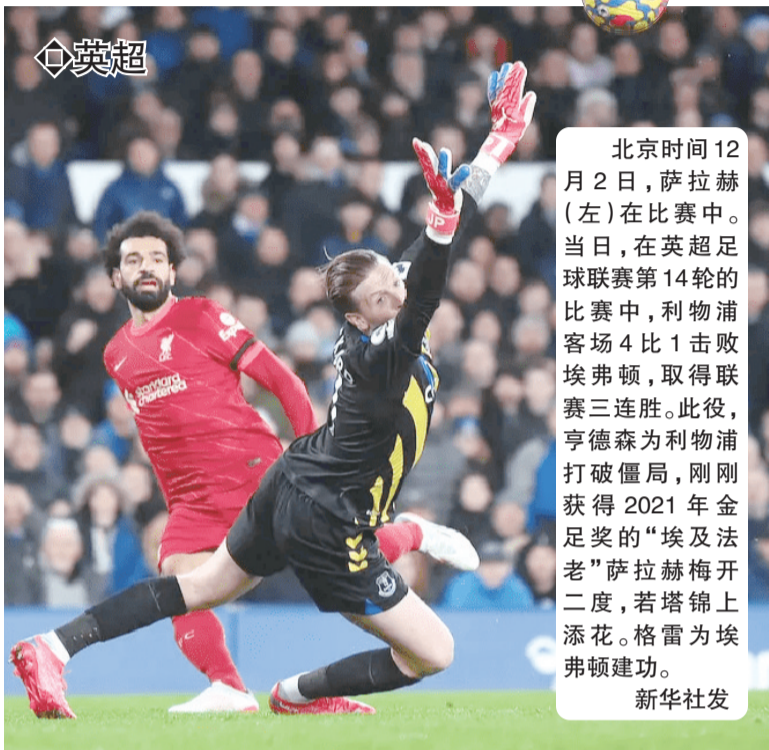 英超
北京时间12
月2日,萨拉赫
(左)在比赛中。
当日,在英超足
球联赛第14轮的
比赛中,利物浦
客场4比1击败
埃弗顿,取得联
赛三连胜。此役,
亨德森为利物浦
打破僵局,刚刚
获得2021年金
足奖的“埃及法
老”萨拉赫梅开
二度,若塔锦上
添花。格雷为埃
弗顿建功。
新华社发
standard
chartered
JP